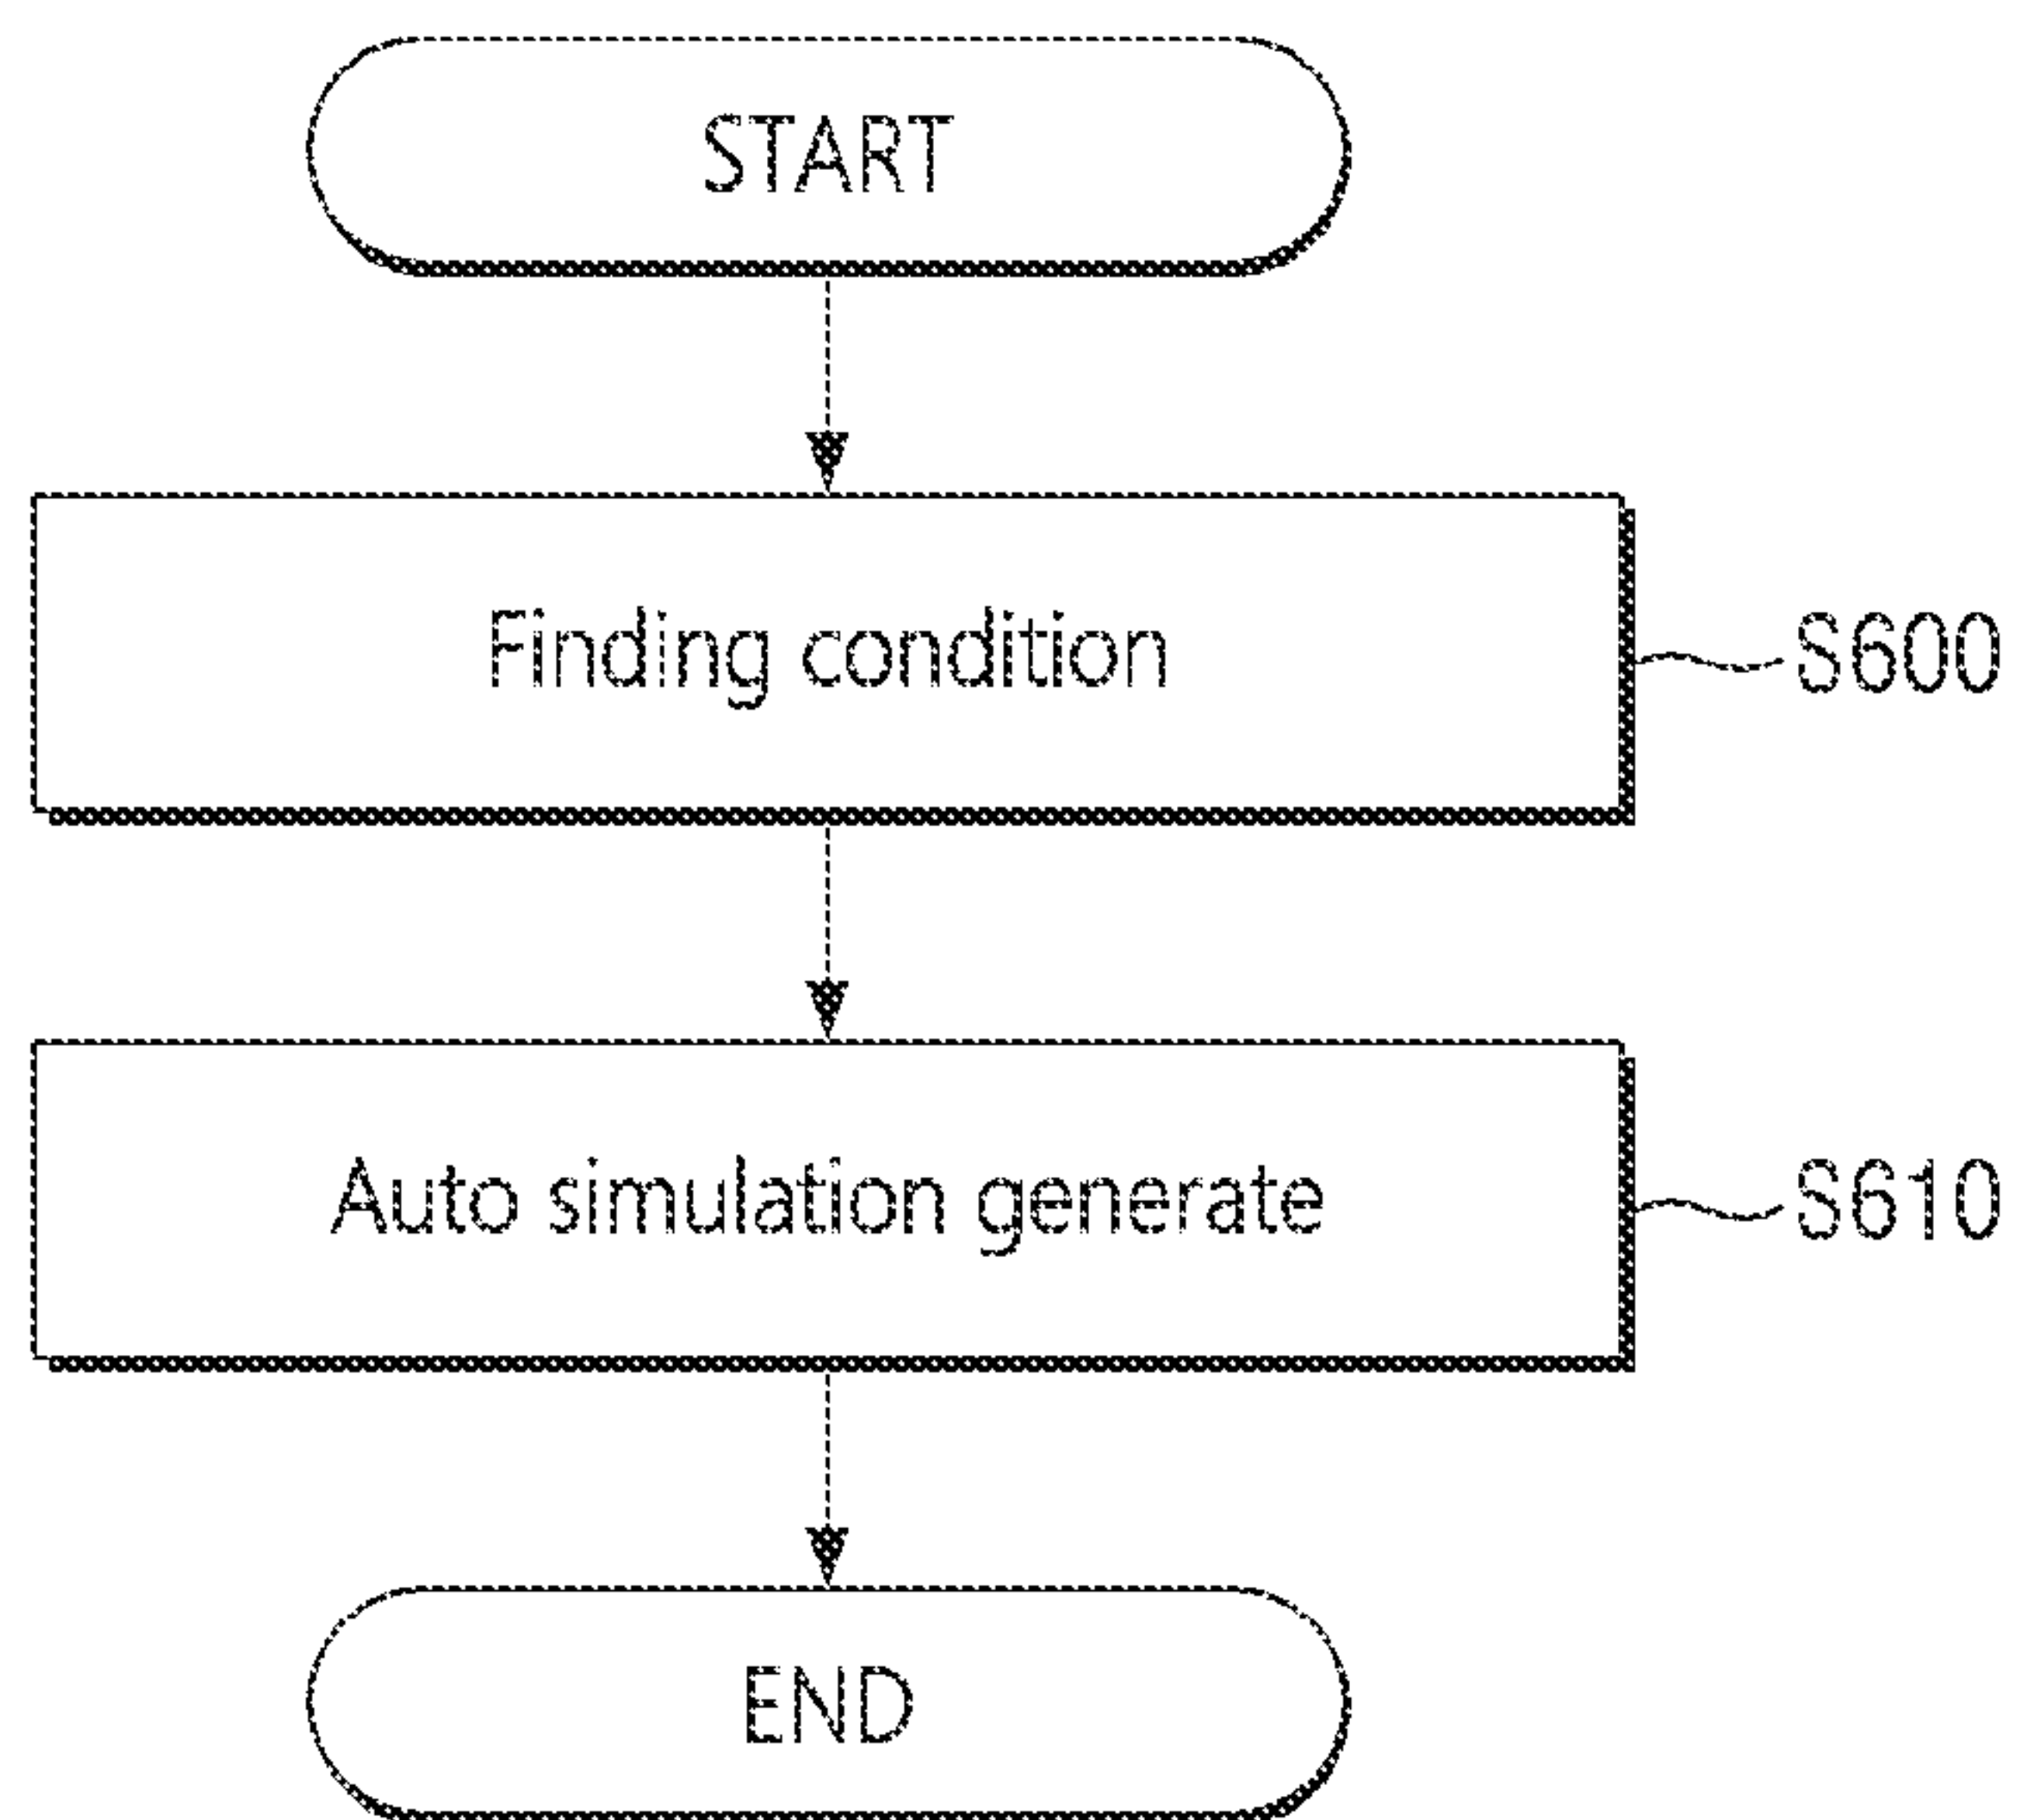 START
Finding condition
S600
Auto simulation generate
S610
END